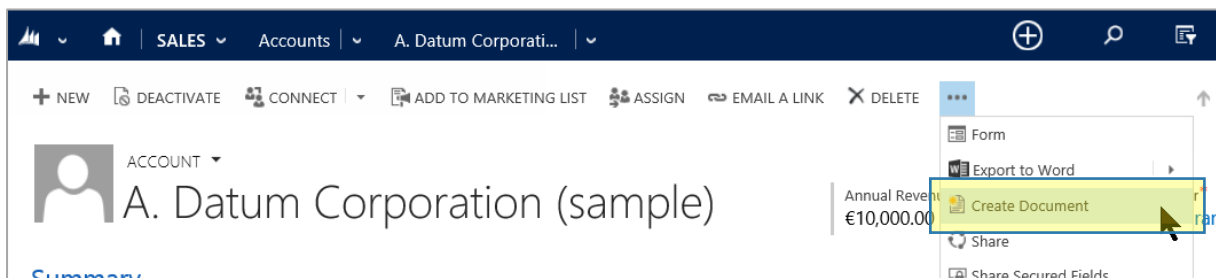 SALES Accounts A. Datum Corporati...
NEW DEACTIVATE CONNECT ADD TO MARKETING LIST ASSIGN EMAIL A LINK DELETE ...
Form
ACCOUNT
Export to Word
A. Datum Corporation (sample)
Annual Reven
Create Document
€10,000.00
Share
Summary
Share Secured Fields